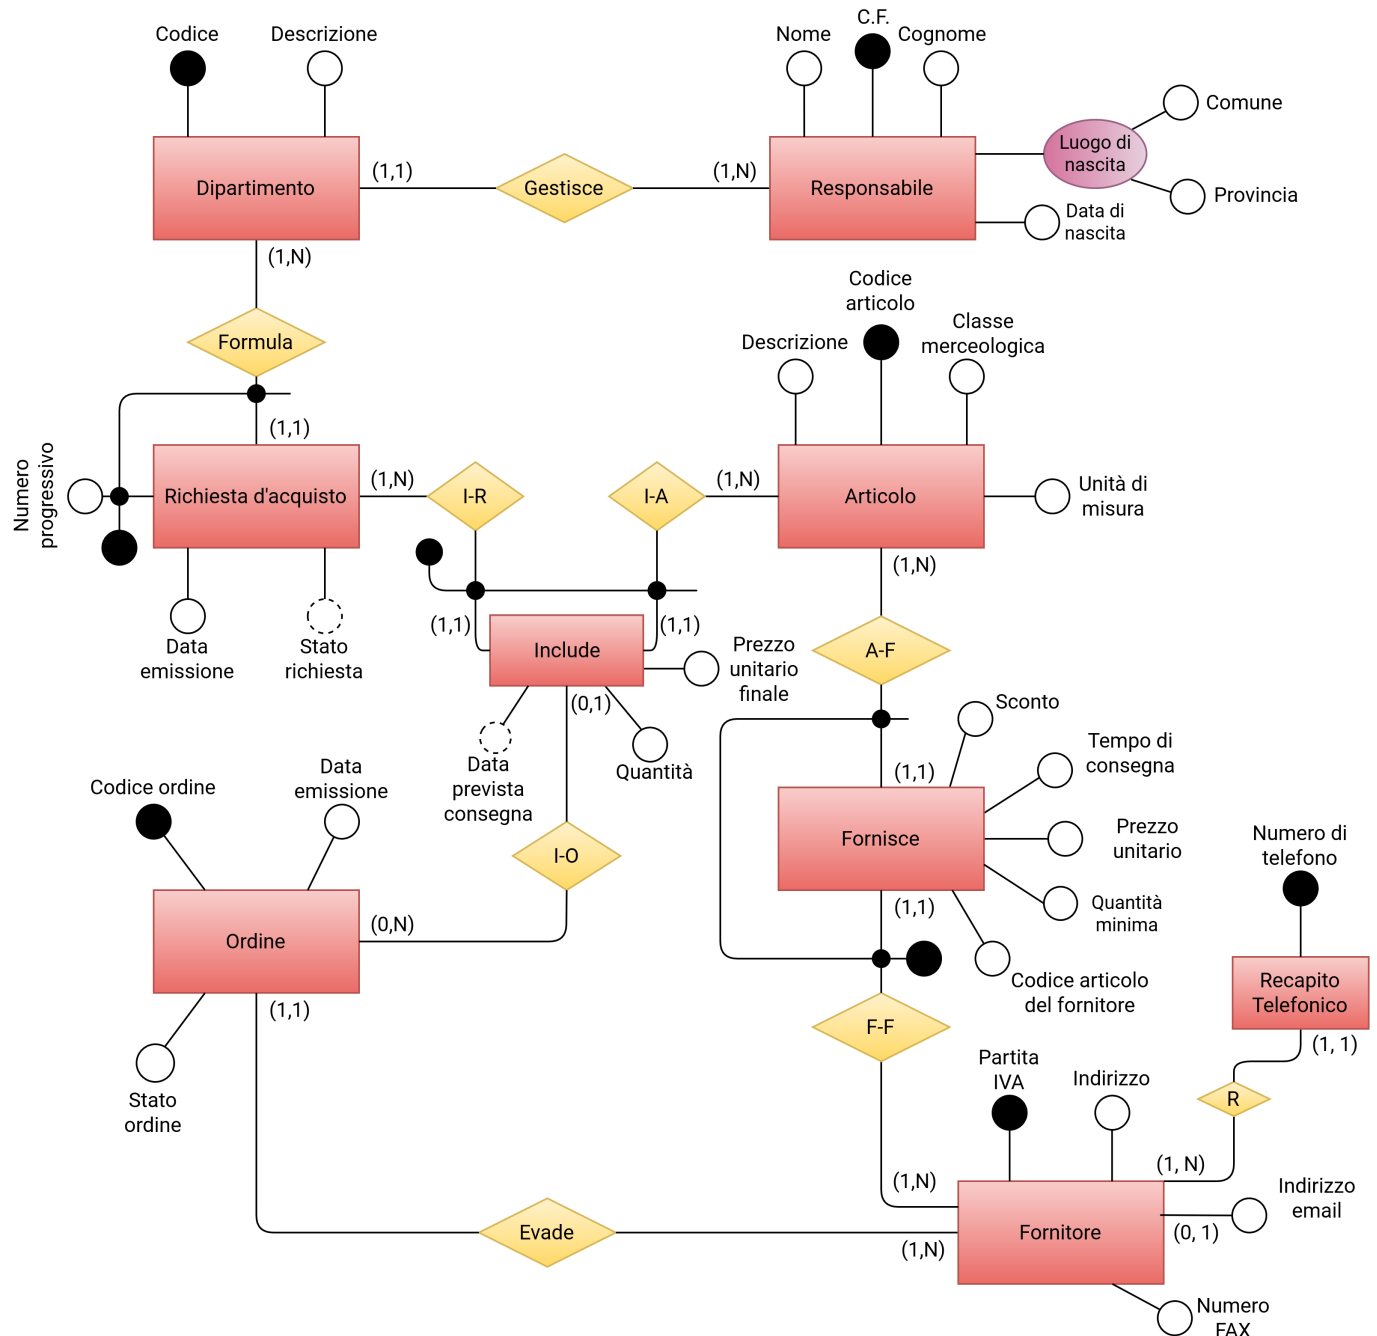 C.F.
Codice
Descrizione
Nome
Cognome
Comune
Luogo di
nascita
Dipartimento
(1,1)
Gestisce
(1,N)
Responsabile
Provincia
Data di
nascita
(1,N)
Codice
articolo
Classe
merceologica
Descrizione
Formula
(1,1)
Numero
progressivo
Richiesta d'acquisto
(1,N)
I-R
I-A
(1,N)
Articolo
Unità di
misura
(1,N)
(1,1)
(1,1)
Include
Prezzo
unitario
finale
A-F
Data
emissione
Stato
richiesta
(0,1)
Sconto
Data
prevista
consegna
Quantità
Tempo di
consegna
(1,1)
Codice ordine
Data
emissione
Fornisce
Prezzo
unitario
Numero di
telefono
I-O
(1,1)
Quantità
minima
(0,N)
Ordine
Codice articolo
del fornitore
Recapito
Telefonico
(1,1)
F-F
(1, 1)
Partita
IVA
Indirizzo
R
Stato
ordine
(1,N)
(1, N)
Indirizzo
email
Evade
(1,N)
Fornitore
(0, 1)
Numero
FAX